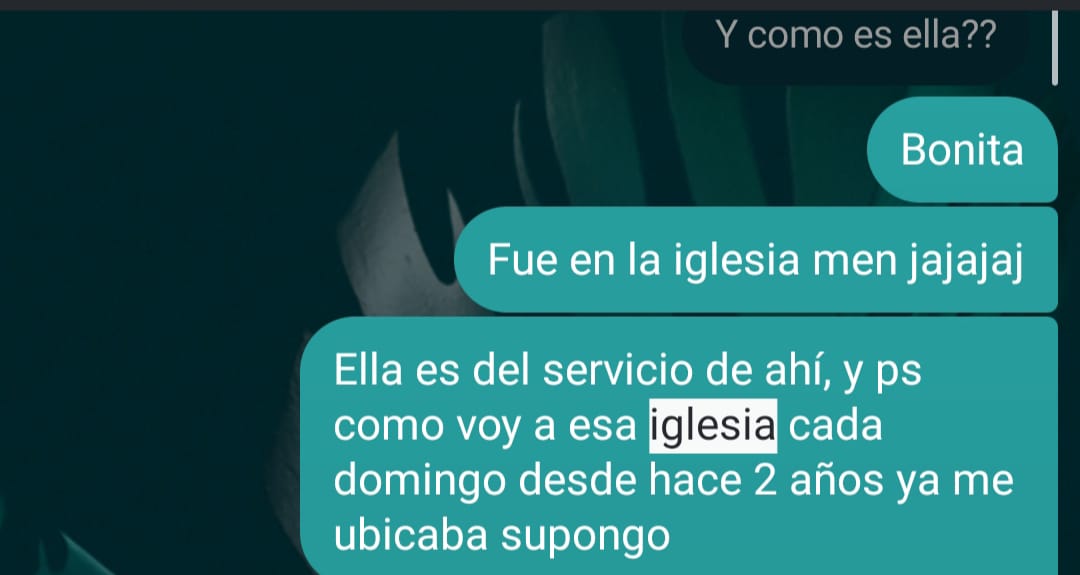 Y como es ella??
Bonita
Fue en la iglesia men jajajaj
Ella es del servicio de ahí, y ps
como voy a esa iglesia cada
domingo desde hace 2 años ya me
ubicaba supongo